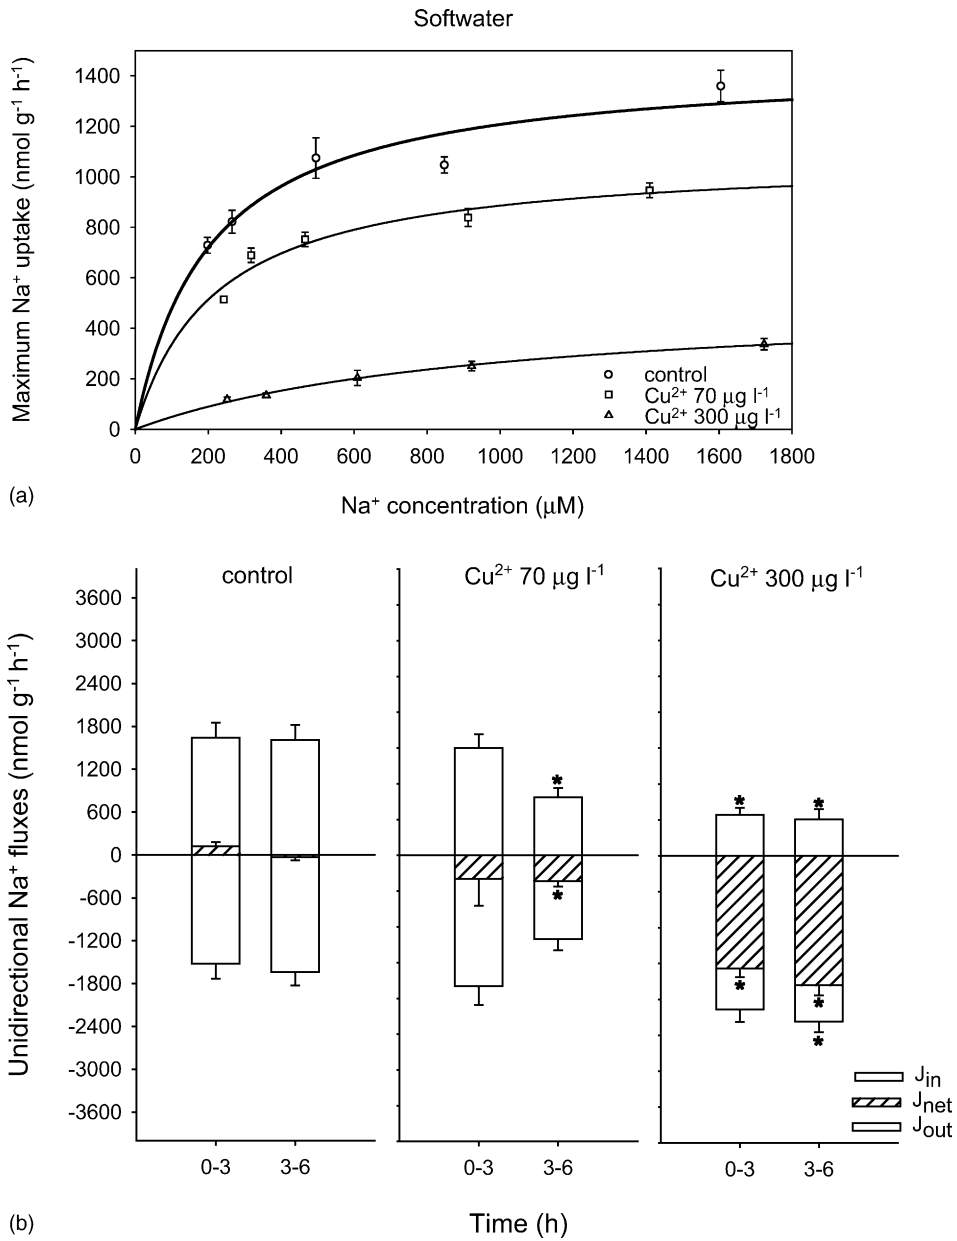 Softwater
Maximum Na⁺ uptake (nmol g⁻¹ h⁻¹)
1400
1200
1000
800
600
400
200
0
control
Cu²⁺ 70 µg l⁻¹
Cu²⁺ 300 µg l⁻¹
0 200 400 600 800 1000 1200 1400 1600 1800
(a)
Na⁺ concentration (µM)
control
Cu²⁺ 70 µg l⁻¹
Cu²⁺ 300 µg l⁻¹
Unidirectional Na⁺ fluxes (nmol g⁻¹ h⁻¹)
3600
3000
2400
1800
1200
600
0
-600
-1200
-1800
-2400
-3000
-3600
*
*
*
*
*
*
*
J_in
J_net
J_out
0-3 3-6 0-3 3-6 0-3 3-6
(b)
Time (h)